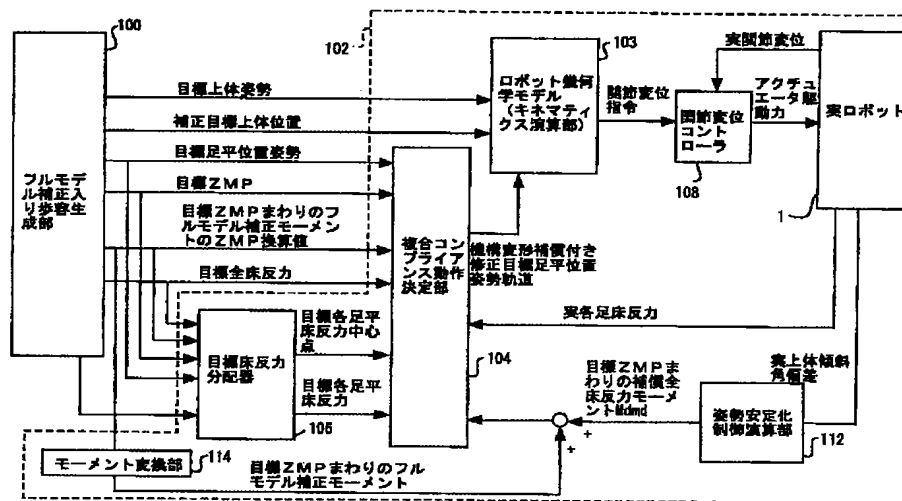 100
フルモデル補正入
り歩容生
成部
102
目標上体姿勢
補正目標上体位置
目標足平位置姿勢
目標ZMP
目標ZMPまわりのフ
ルモデル補正モーメ
ントのZMP換算値
目標全床反力
103
ロボット幾何
学モデル
(キネマティ
クス演算部)
関節変位
指令
実関節変位
関節変位
コント
ローラ
108
アクチュ
エータ駆
動力
実ロボット
1
複合コン
プライア
ンス動作
決定部
104
機構変形補償付き
修正目標足平位置
姿勢軌道
実各足床反力
目標床反力
分配器
106
目標各足平
床反力中心
点
目標各足平
床反力
目標ZMPま
わりの補償全
床反力モーメ
ントMdmd
+
+
実上体傾斜
角偏差
姿勢安定化
制御演算部
112
モーメント変換部
114
目標ZMPまわりのフル
モデル補正モーメント